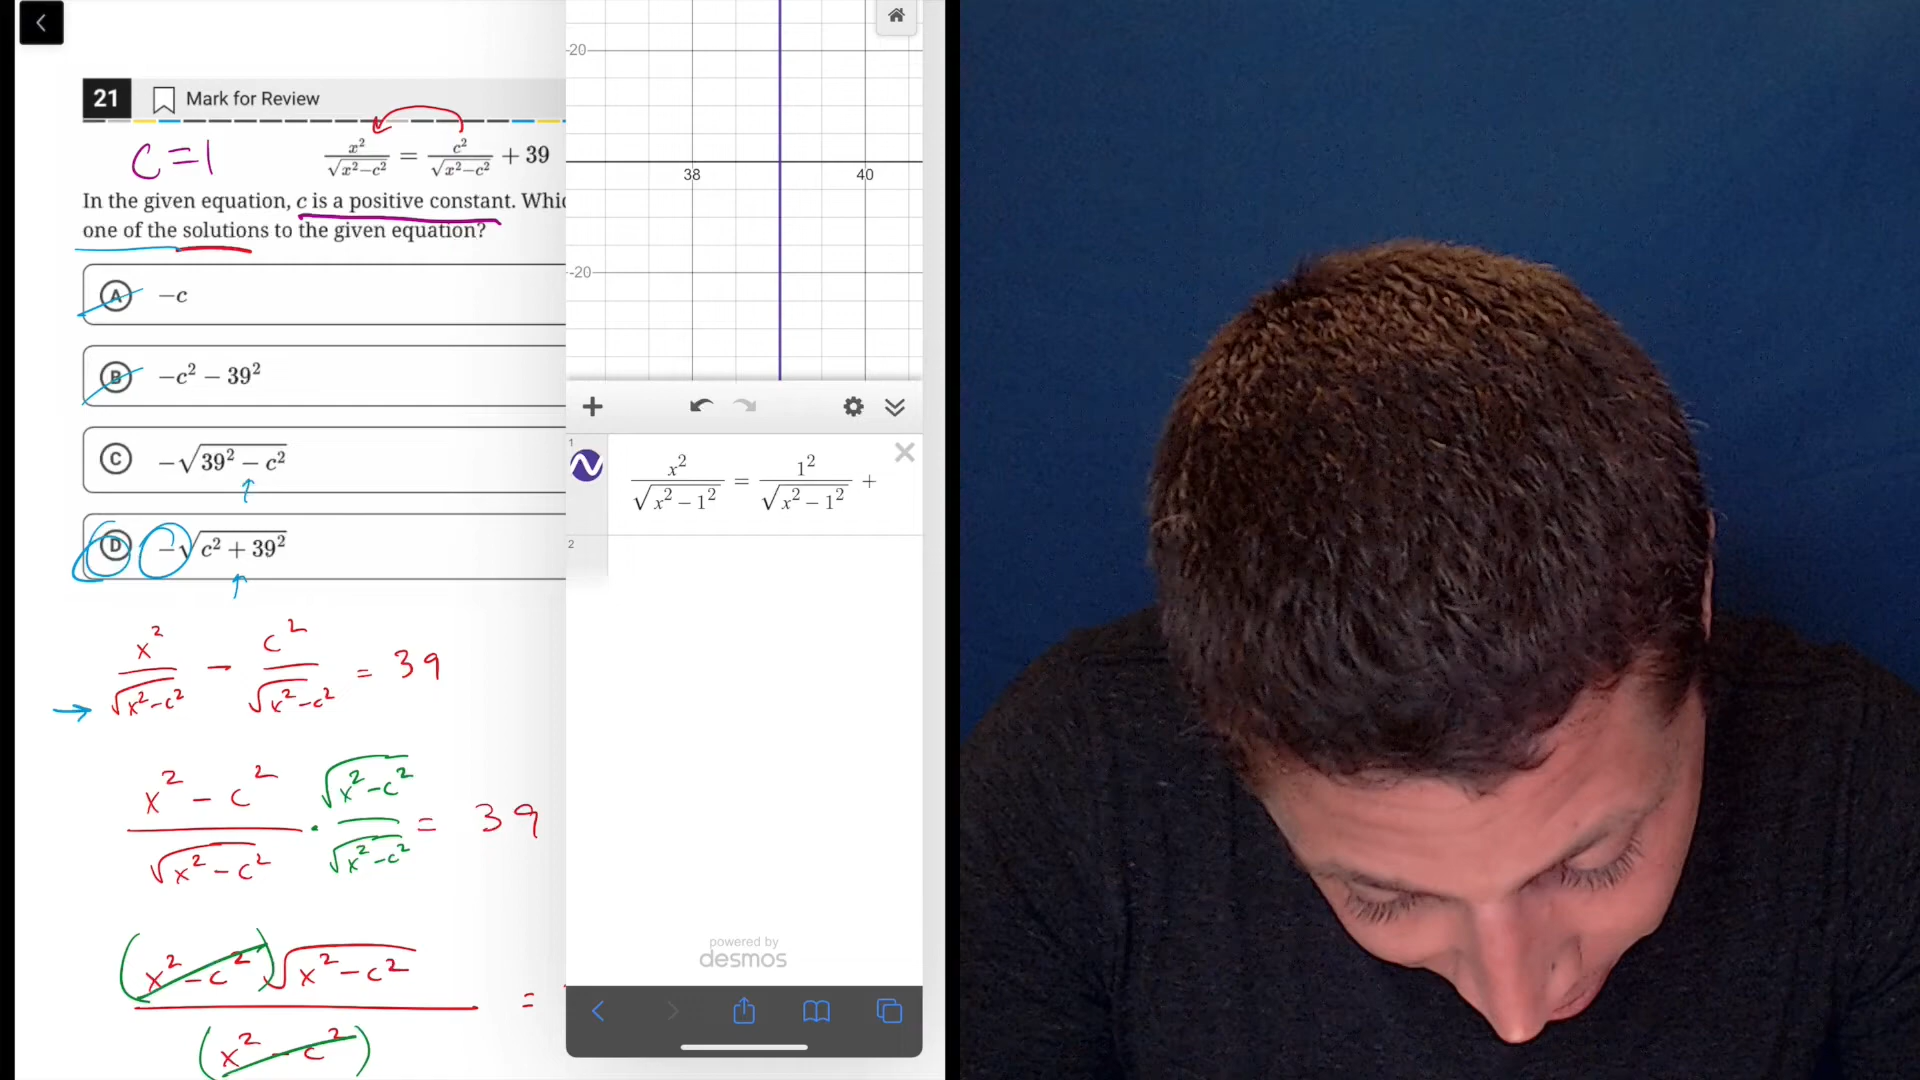 21 Mark for Review
c=1
x²/√x²−c² = c²/√x²−c² + 39
In the given equation, c is a positive constant. Whic
one of the solutions to the given equation?
A −c
B −c² − 39²
C −√39² − c²
D −√c² + 39²
x²/√x²−c² − c²/√x²−c² = 39
x²−c²/√x²−c² · √x²−c²/√x²−c² = 39
(x²−c²)√x²−c²/(x²−c²) =
20
38 40
-20
1
x²/√x²−1² = 1²/√x²−1² +
2
powered by
desmos